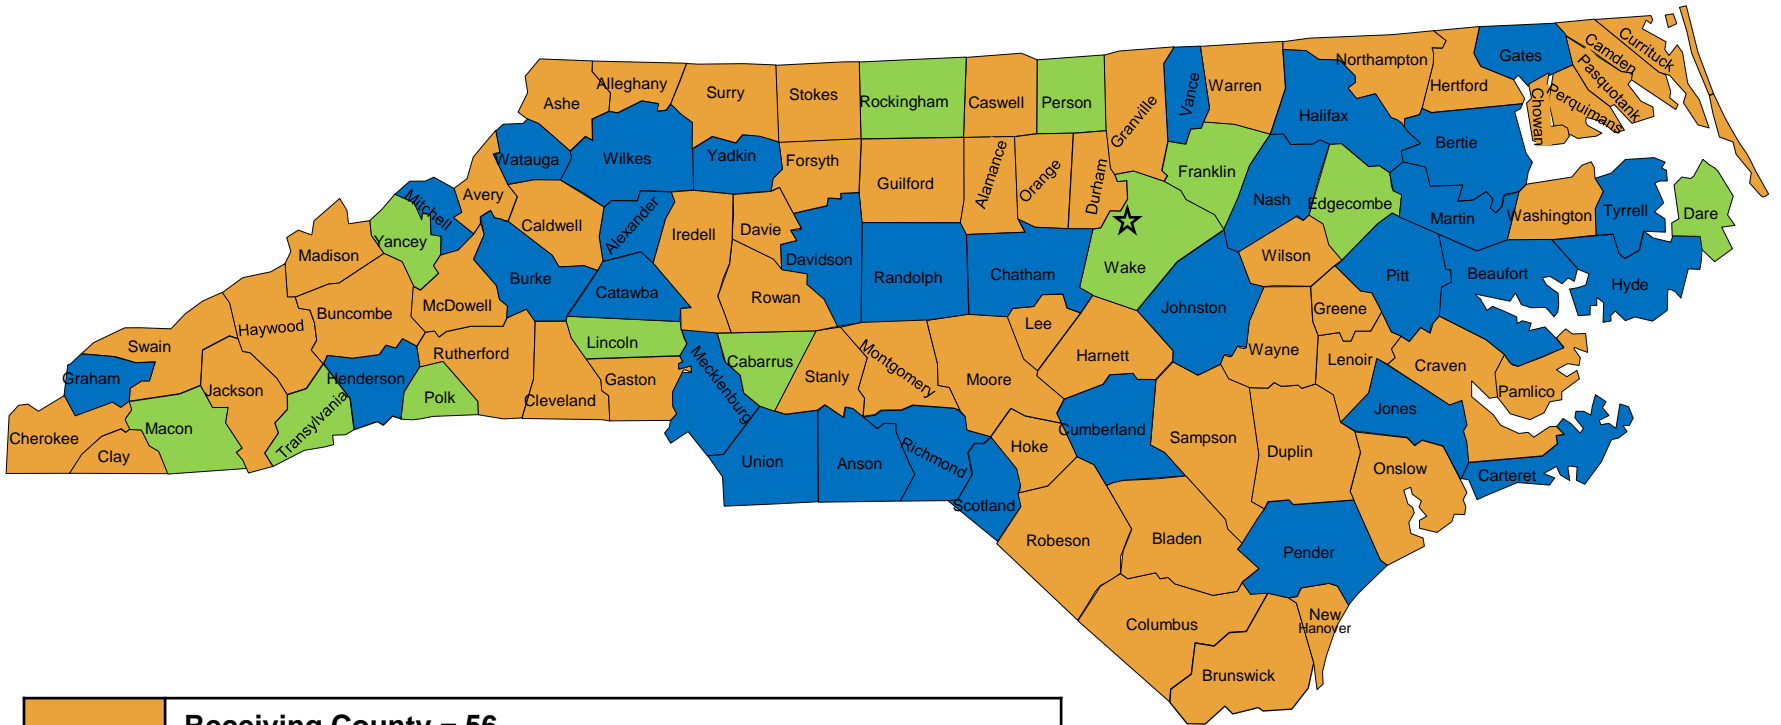 Ashe
Alleghany
Surry
Stokes
Rockingham
Caswell
Person
Granville
Vance
Warren
Northampton
Halifax
Hertford
Gates
Camden
Currituck
Pasquotank
Perquimans
Chowan
Bertie
Watauga
Wilkes
Yadkin
Forsyth
Guilford
Alamance
Orange
Durham
Franklin
Nash
Edgecombe
Martin
Washington
Tyrrell
Dare
Mitchell
Avery
Caldwell
Alexander
Iredell
Davie
Davidson
Randolph
Chatham
Wake
Wilson
Pitt
Beaufort
Hyde
Yancey
Madison
Burke
Catawba
Rowan
Johnston
Greene
McDowell
Buncombe
Haywood
Swain
Graham
Jackson
Henderson
Rutherford
Polk
Lincoln
Gaston
Cleveland
Mecklenburg
Cabarrus
Stanly
Montgomery
Moore
Lee
Harnett
Wayne
Lenoir
Craven
Pamlico
Cherokee
Clay
Macon
Transylvania
Union
Anson
Richmond
Scotland
Hoke
Cumberland
Sampson
Duplin
Jones
Onslow
Carteret
Robeson
Bladen
Pender
Columbus
New
Hanover
Brunswick
Receiving County = 56